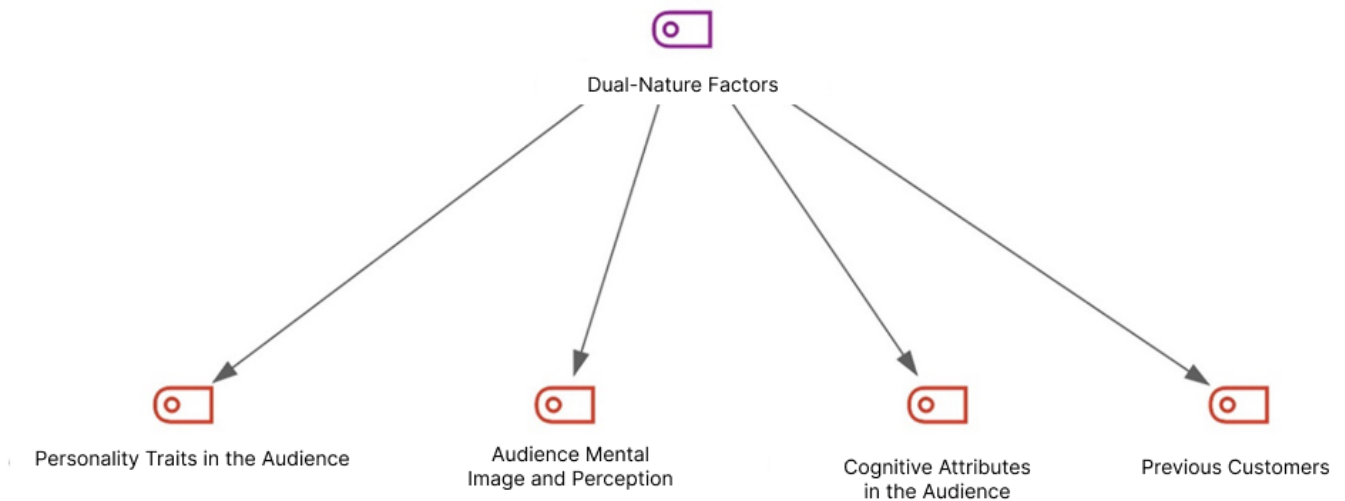 Dual-Nature Factors
Personality Traits in the Audience
Audience Mental
Image and Perception
Cognitive Attributes
in the Audience
Previous Customers